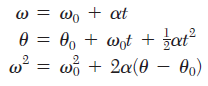 ω = ω₀ + αt
θ = θ₀ + ω₀t + ½αt²
ω² = ω₀² + 2α(θ − θ₀)